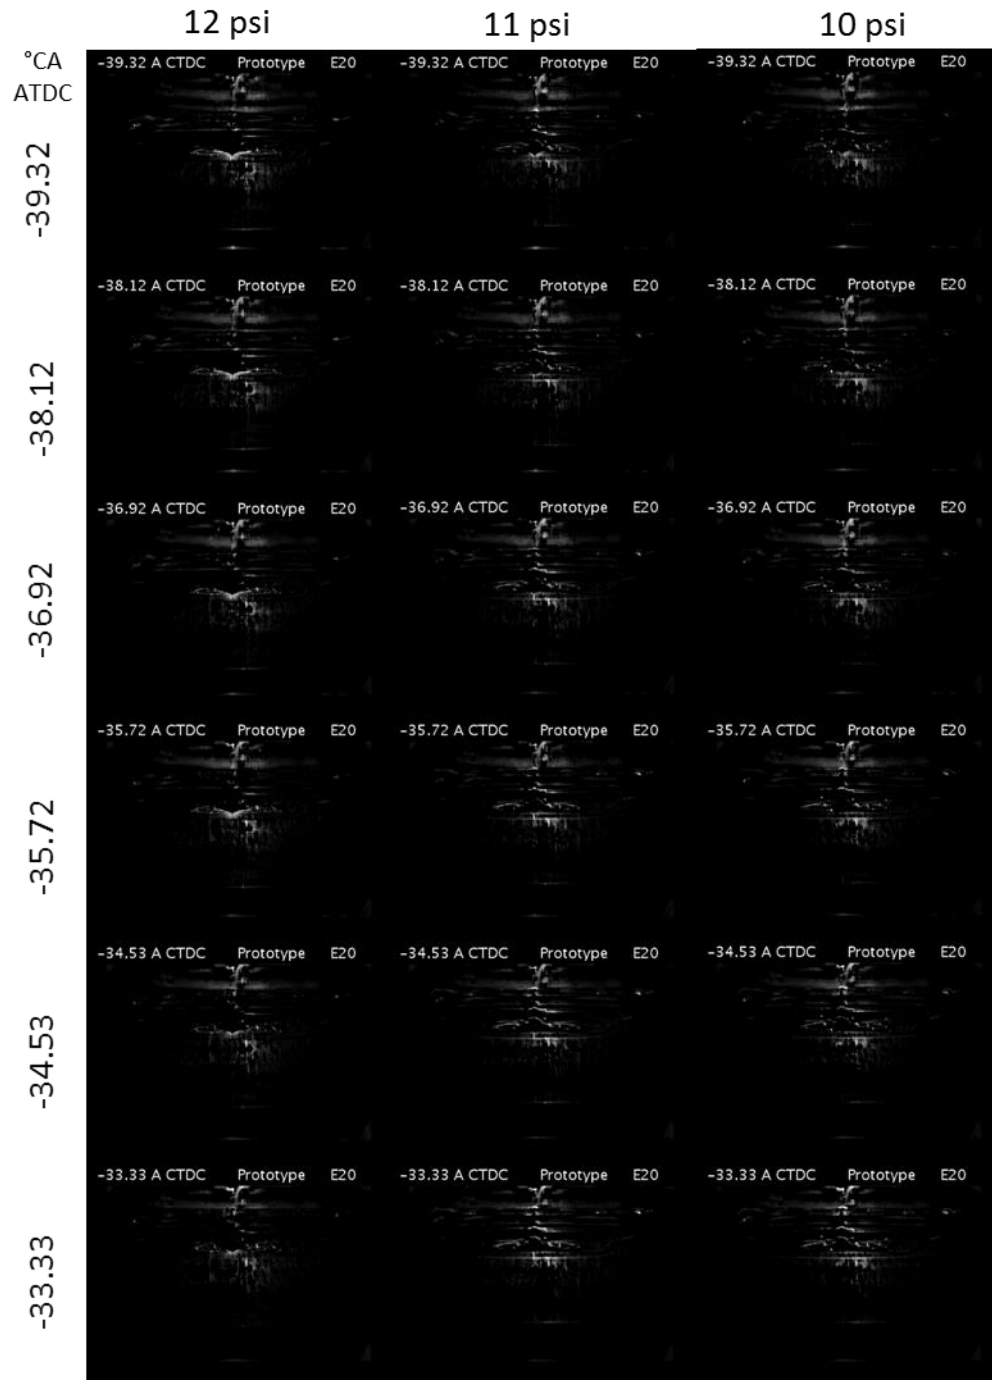 12 psi 11 psi 10 psi
°CA
ATDC
-39.32
-39.32 A CTDC Prototype E20 -39.32 A CTDC Prototype E20 -39.32 A CTDC Prototype E20
-38.12
-38.12 A CTDC Prototype E20 -38.12 A CTDC Prototype E20 -38.12 A CTDC Prototype E20
-36.92
-36.92 A CTDC Prototype E20 -36.92 A CTDC Prototype E20 -36.92 A CTDC Prototype E20
-35.72
-35.72 A CTDC Prototype E20 -35.72 A CTDC Prototype E20 -35.72 A CTDC Prototype E20
-34.53
-34.53 A CTDC Prototype E20 -34.53 A CTDC Prototype E20 -34.53 A CTDC Prototype E20
-33.33
-33.33 A CTDC Prototype E20 -33.33 A CTDC Prototype E20 -33.33 A CTDC Prototype E20